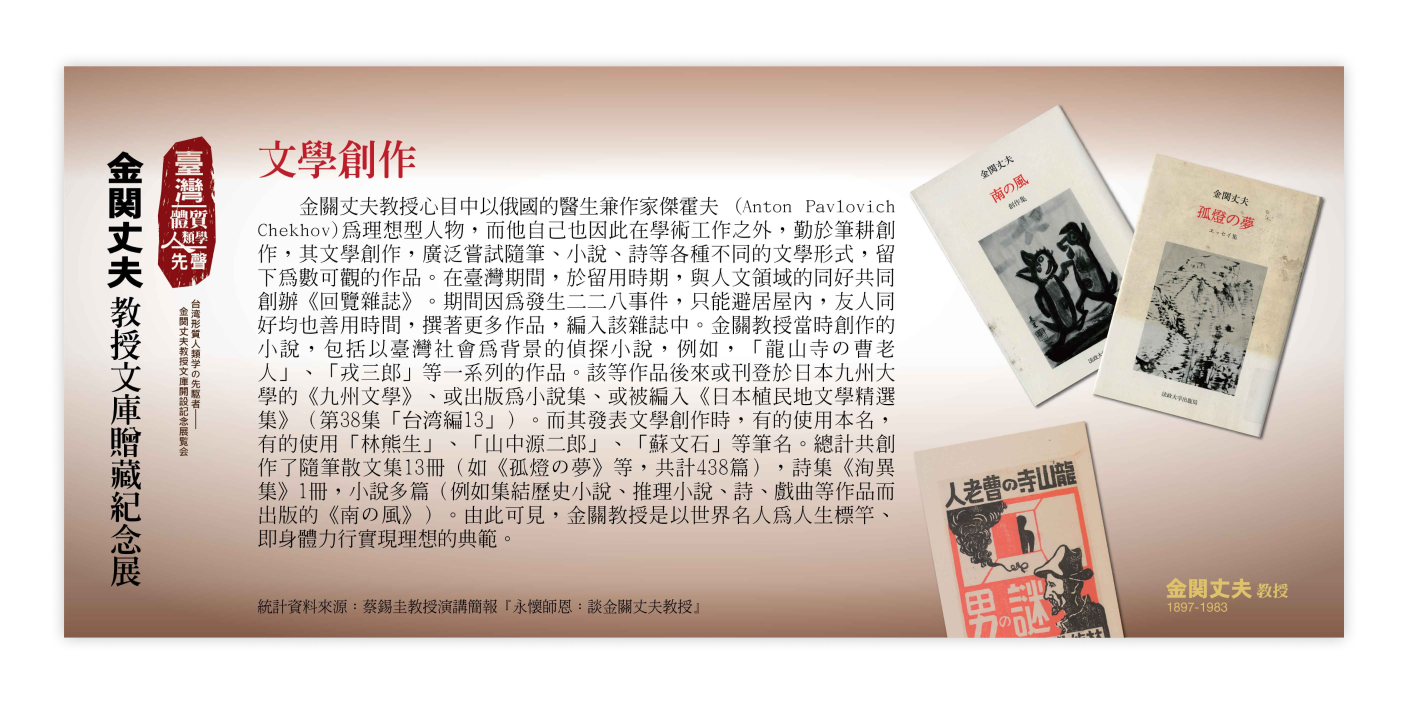 金関丈夫教授文庫贈藏紀念展
臺灣
體質
人類學
先聲
台湾形質人類学の先駆者——
金関丈夫教授文庫開設記念展覧会
文學創作
金關丈夫教授心目中以俄國的醫生兼作家傑霍夫 (Anton Pavlovich
Chekhov)爲理想型人物，而他自己也因此在學術工作之外，勤於筆耕創
作，其文學創作，廣泛嘗試隨筆、小說、詩等各種不同的文學形式，留
下爲數可觀的作品。在臺灣期間，於留用時期，與人文領域的同好共同
創辦《回覽雜誌》。期間因爲發生二二八事件，只能避居屋內，友人同
好均也善用時間，撰著更多作品，編入該雜誌中。金關教授當時創作的
小說，包括以臺灣社會爲背景的偵探小說，例如，「龍山寺の曹老
人」、「戎三郎」等一系列的作品。該等作品後來或刊登於日本九州大
學的《九州文學》、或出版爲小說集、或被編入《日本植民地文學精選
集》（第38集「台湾編13」）。而其發表文學創作時，有的使用本名，
有的使用「林熊生」、「山中源二郎」、「蘇文石」等筆名。總計共創
作了隨筆散文集13冊（如《孤燈の夢》等，共計438篇），詩集《洵異
集》1冊，小說多篇（例如集結歷史小說、推理小說、詩、戲曲等作品而
出版的《南の風》）。由此可見，金關教授是以世界名人爲人生標竿、
即身體力行實現理想的典範。
統計資料來源：蔡錫圭教授演講簡報『永懷師恩：談金關丈夫教授』
金関丈夫
南の風
創作集
金関丈夫
孤燈の夢
エッセイ集
法政大学出版局
龍山寺の曹老人
謎の男
金関丈夫 教授
1897-1983